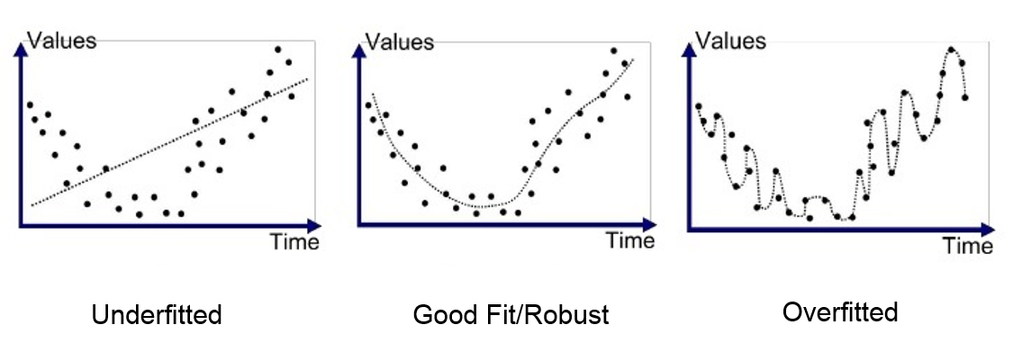 Values
Time
Underfitted
Values
Time
Good Fit/Robust
Values
Time
Overfitted